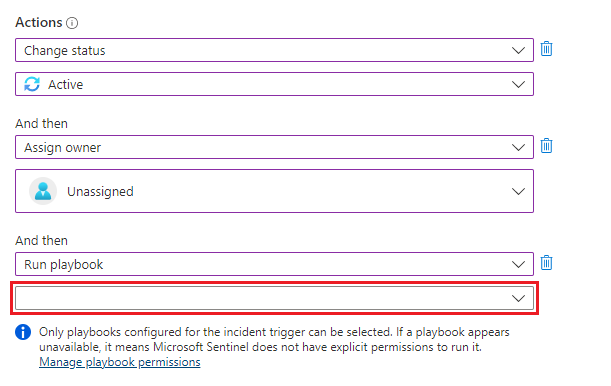 Actions
Change status
Active
And then
Assign owner
Unassigned
And then
Run playbook
Only playbooks configured for the incident trigger can be selected. If a playbook appears
unavailable, it means Microsoft Sentinel does not have explicit permissions to run it.
Manage playbook permissions